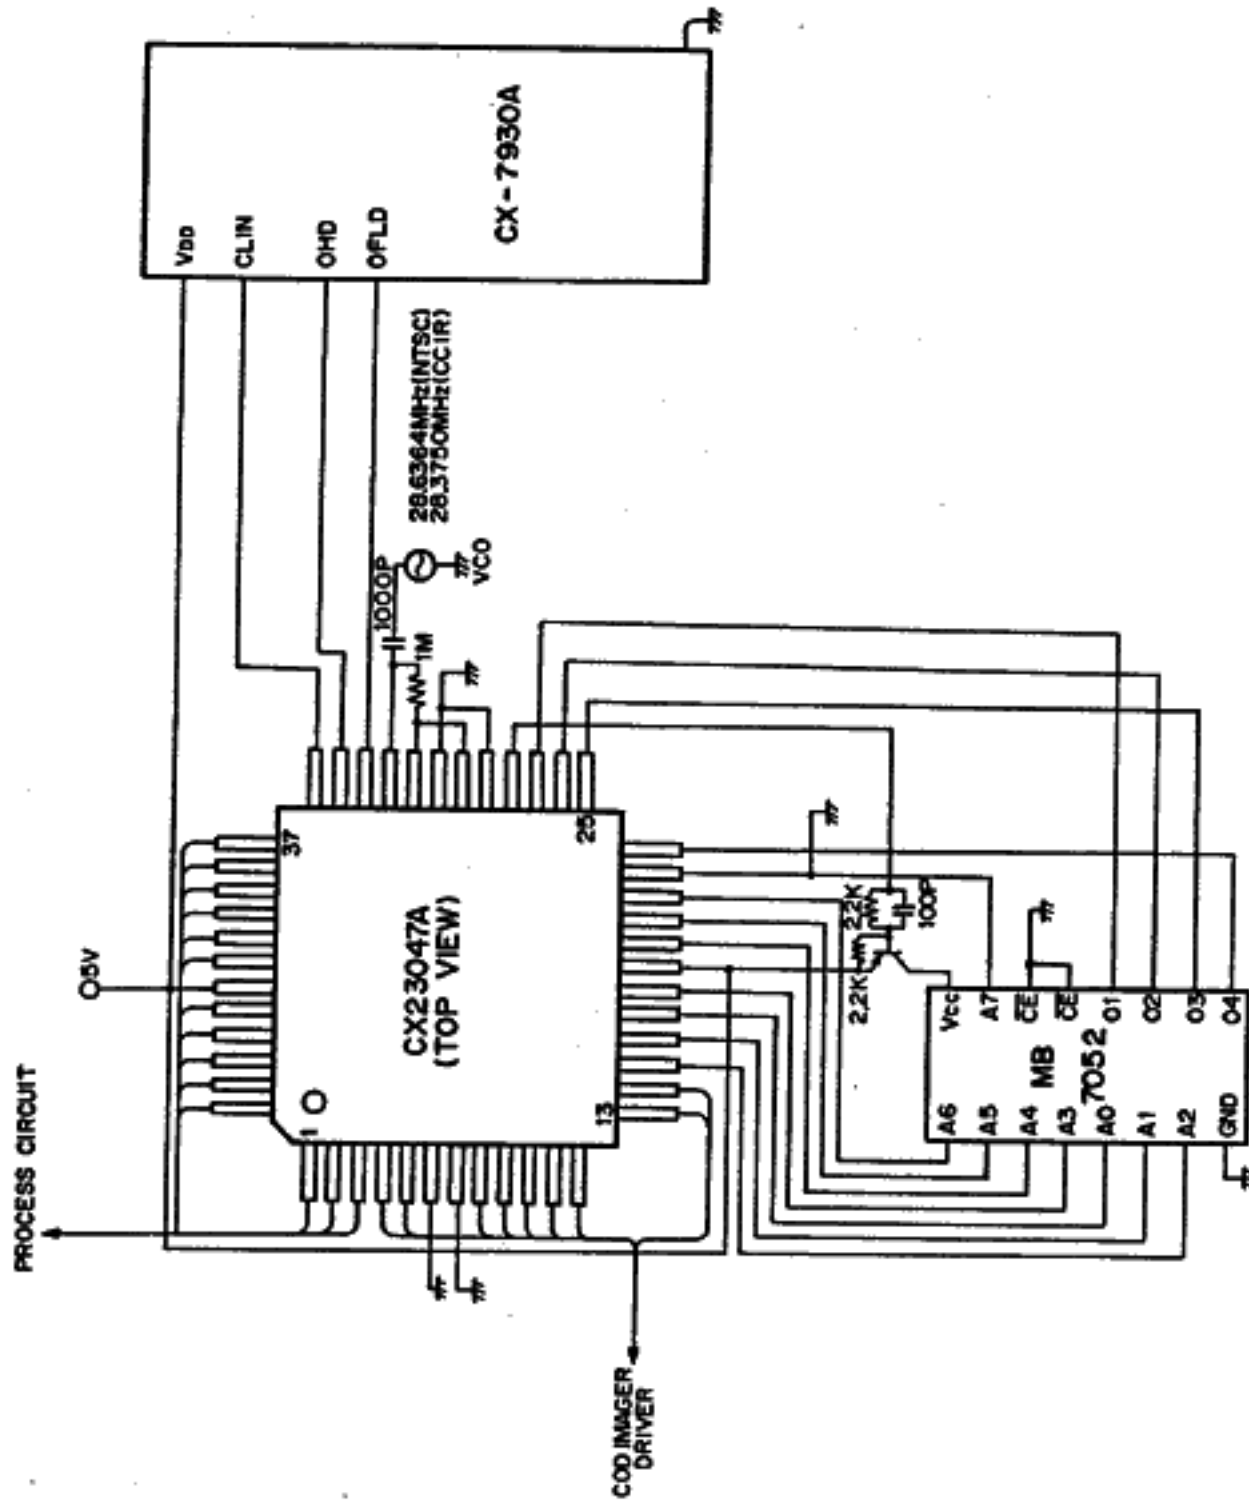 PROCESS CIRCUIT
5V
VDD
CLIN
OHD
OFLD
CX-7930A
28.6364MHz(NTSC)
28.3750MHz(CCIR)
1000P
VCO
1M
37
25
CX23047A
(TOP VIEW)
1
13
2.2K
2.2K
100P
Vcc
A7
CE
CE
O1
O2
O3
O4
MB
7052
A6
A5
A4
A3
A0
A1
A2
GND
COD IMAGER
DRIVER